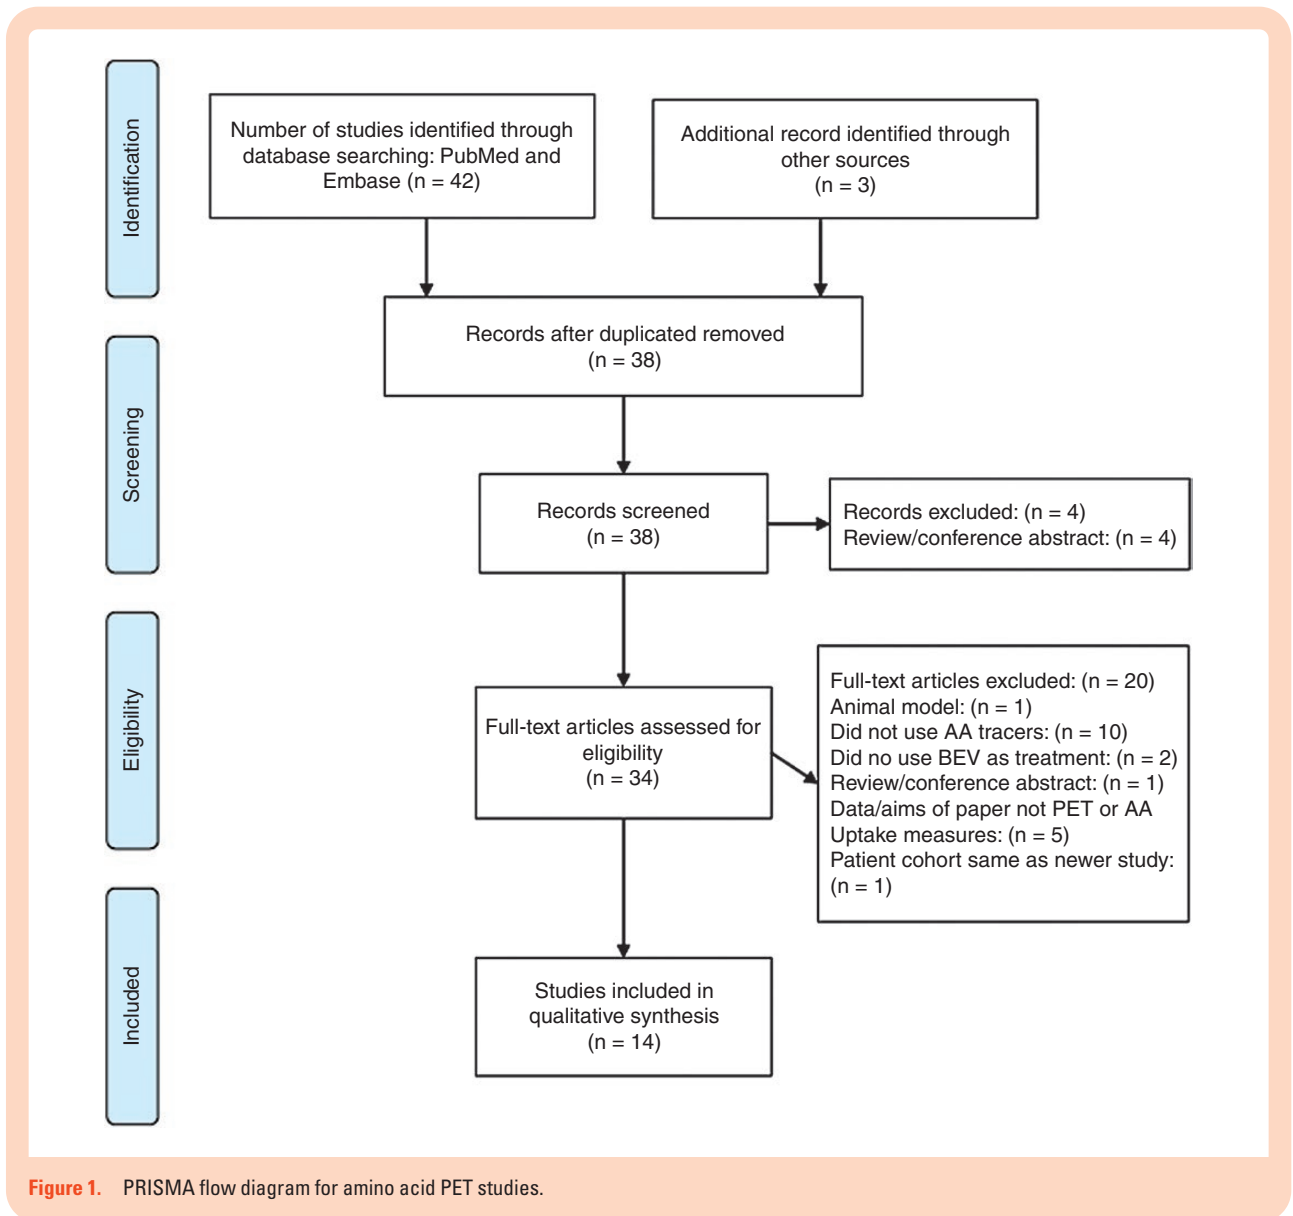 Identification
Number of studies identified through
database searching: PubMed and
Embase (n = 42)
Additional record identified through
other sources
(n = 3)
Records after duplicated removed
(n = 38)
Screening
Records screened
(n = 38)
Records excluded: (n = 4)
Review/conference abstract: (n = 4)
Eligibility
Full-text articles assessed for
eligibility
(n = 34)
Full-text articles excluded: (n = 20)
Animal model: (n = 1)
Did not use AA tracers: (n = 10)
Did no use BEV as treatment: (n = 2)
Review/conference abstract: (n = 1)
Data/aims of paper not PET or AA
Uptake measures: (n = 5)
Patient cohort same as newer study:
(n = 1)
Included
Studies included in
qualitative synthesis
(n = 14)
Figure 1. PRISMA flow diagram for amino acid PET studies.